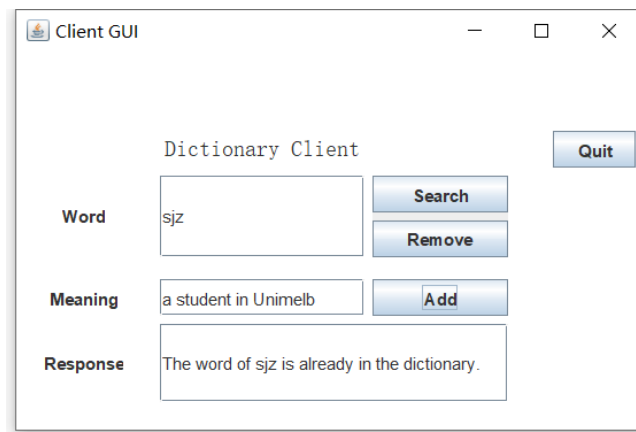 Client GUI
Dictionary Client
Quit
Word
sjz
Search
Remove
Meaning
a student in Unimelb
Add
Response
The word of sjz is already in the dictionary.